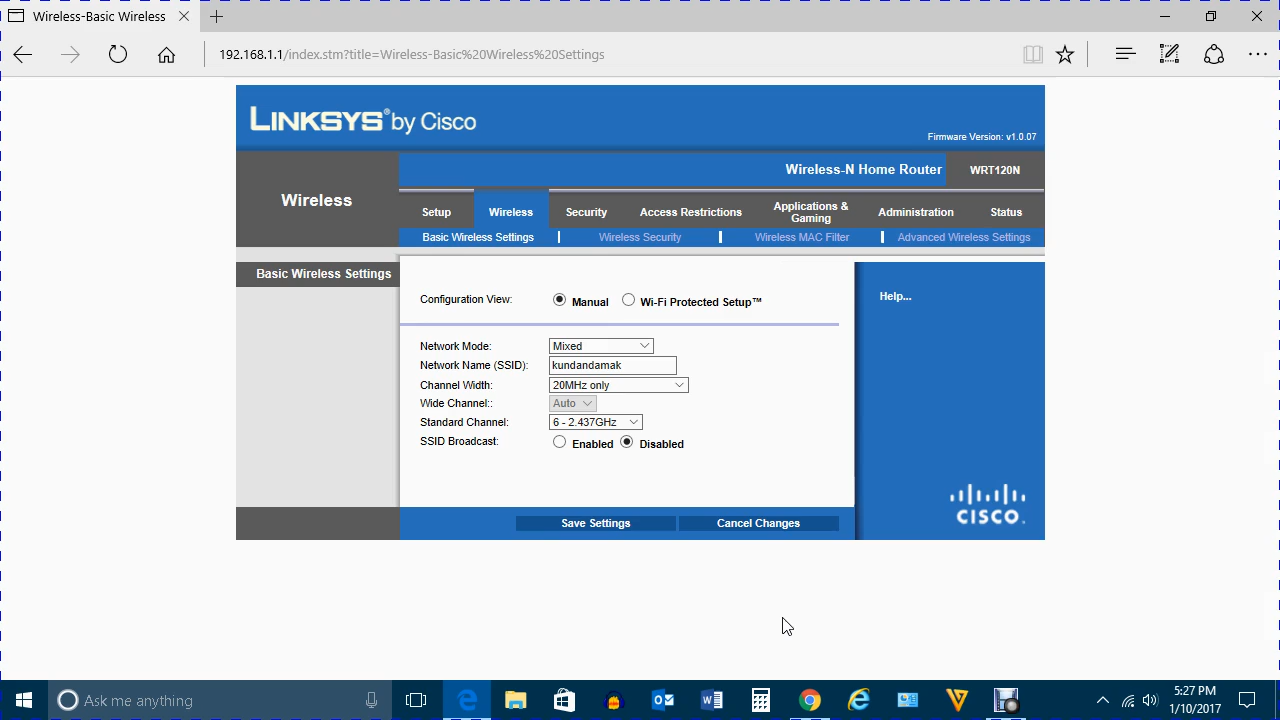 Wireless-Basic Wireless
192.168.1.1/index.stm?title=Wireless-Basic%20Wireless%20Settings
LINKSYS® by Cisco
Firmware Version: v1.0.07
Wireless-N Home Router WRT120N
Wireless
Setup Wireless Security Access Restrictions Applications & Gaming Administration Status
Basic Wireless Settings | Wireless Security | Wireless MAC Filter | Advanced Wireless Settings
Basic Wireless Settings
Help...
Configuration View: Manual Wi-Fi Protected Setup™
Network Mode: Mixed
Network Name (SSID): kundandamak
Channel Width: 20MHz only
Wide Channel:: Auto
Standard Channel: 6 - 2.437GHz
SSID Broadcast: Enabled Disabled
CISCO.
Save Settings Cancel Changes
Ask me anything
5:27 PM
1/10/2017